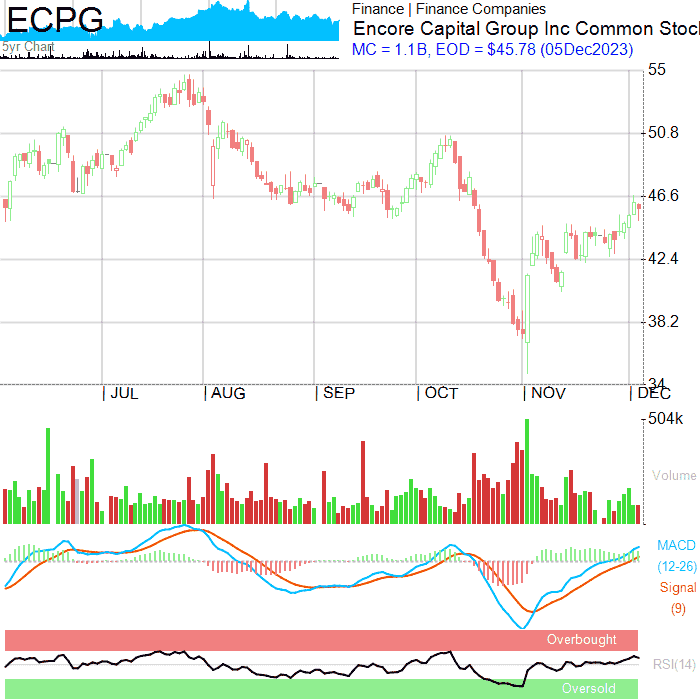 ECPG
5yr Chart
Finance | Finance Companies
Encore Capital Group Inc Common Stoc
MC = 1.1B, EOD = $45.78 (05Dec2023)
55
50.8
46.6
42.4
38.2
34
| JUL | AUG | SEP | OCT | NOV | DEC
504k
Volume
MACD
(12-26)
Signal
(9)
Overbought
RSI(14)
Oversold